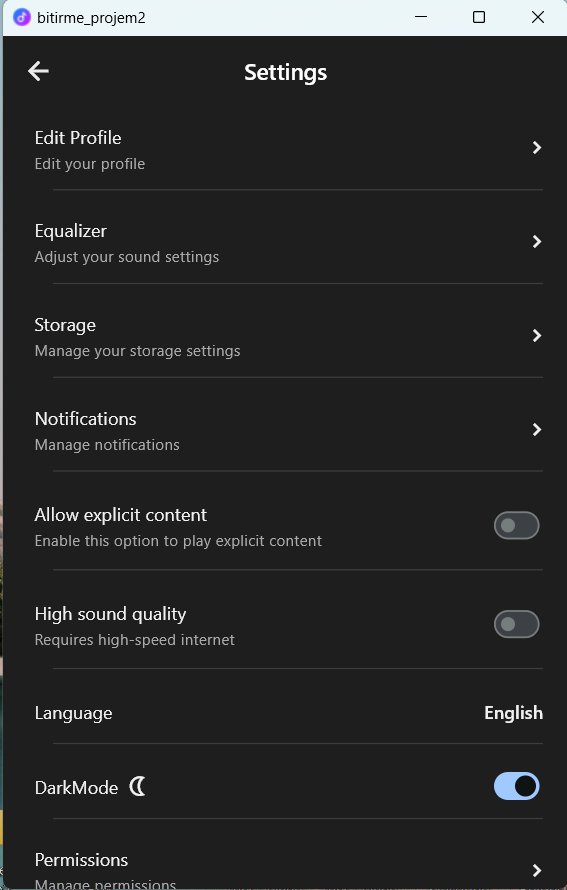 bitirme_projem2
Settings
Edit Profile
Edit your profile
Equalizer
Adjust your sound settings
Storage
Manage your storage settings
Notifications
Manage notifications
Allow explicit content
Enable this option to play explicit content
High sound quality
Requires high-speed internet
Language English
DarkMode
Permissions
Manage permissions